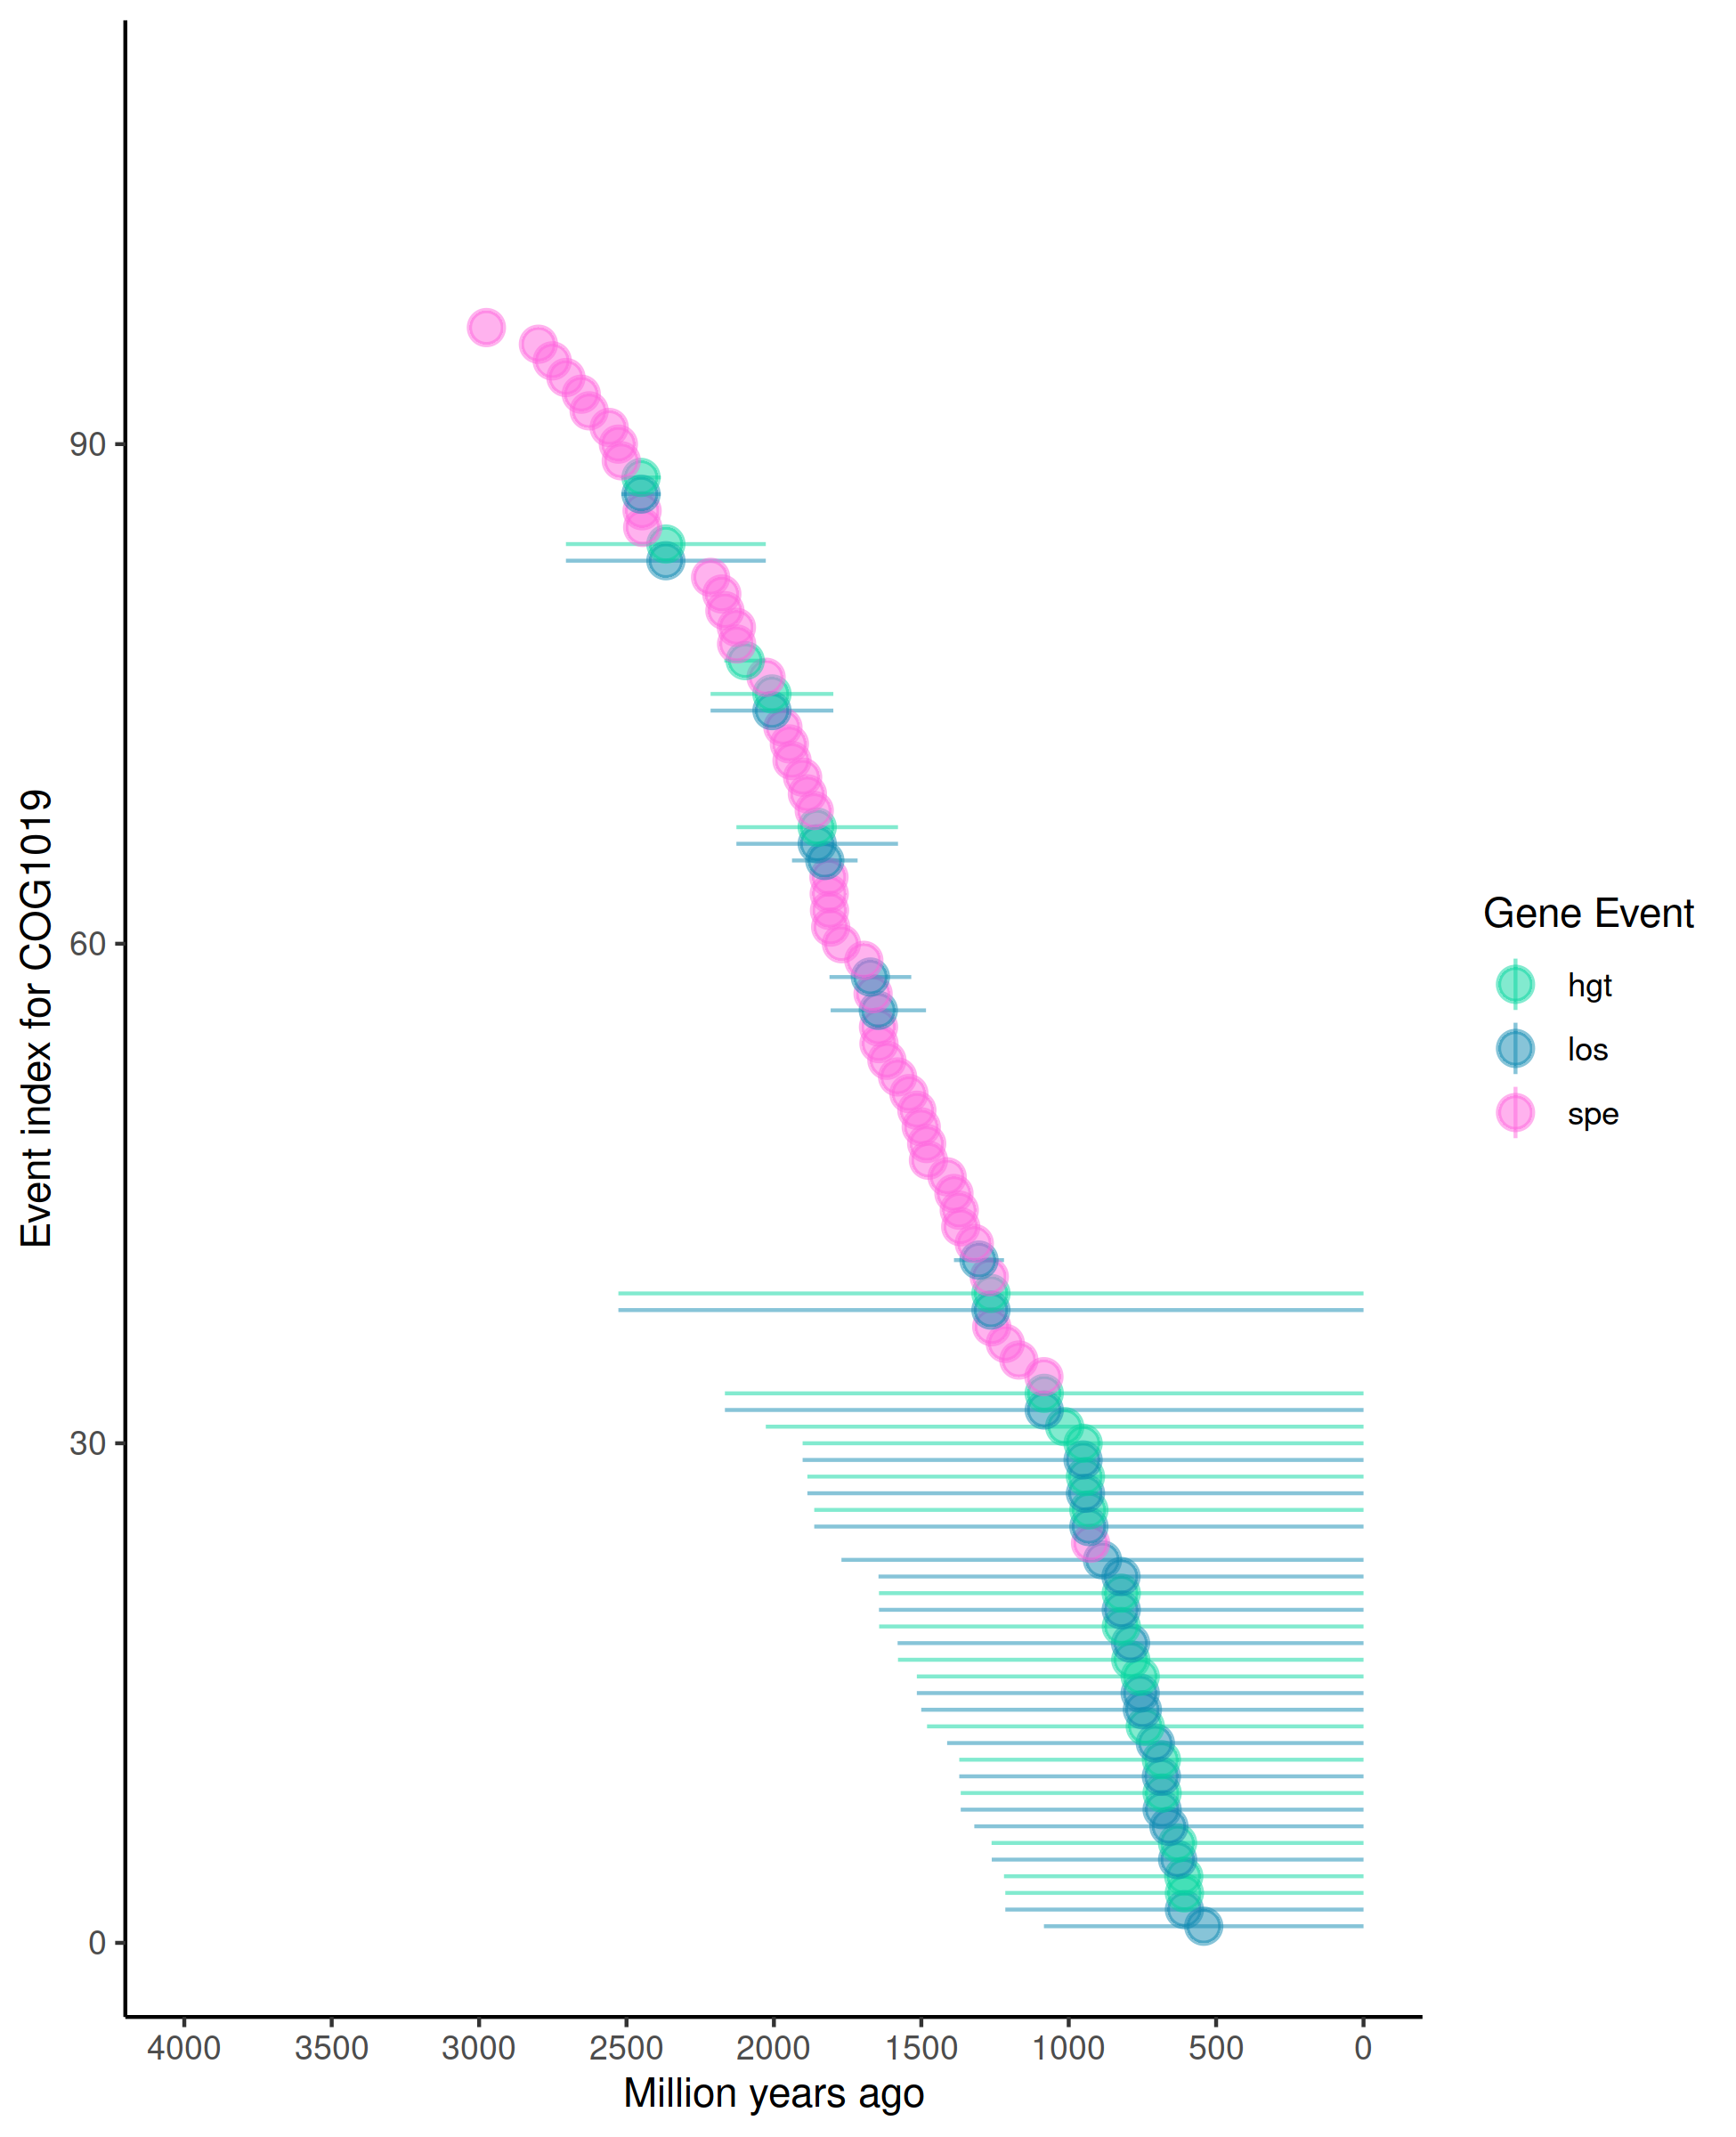 Event index for COG1019
90
60
30
0
4000 3500 3000 2500 2000 1500 1000 500 0
Million years ago
Gene Event
hgt
los
spe